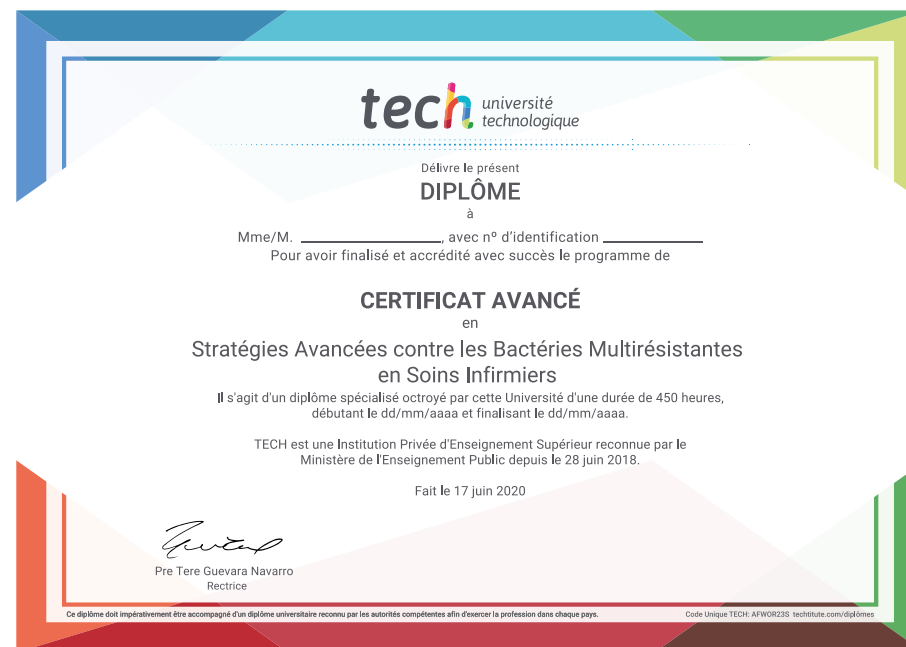 tech université
technologique
Délivre le présent
DIPLÔME
à
Mme/M. ____________________, avec nº d'identification ______________
Pour avoir finalisé et accrédité avec succès le programme de
CERTIFICAT AVANCÉ
en
Stratégies Avancées contre les Bactéries Multirésistantes
en Soins Infirmiers
Il s'agit d'un diplôme spécialisé octroyé par cette Université d'une durée de 450 heures,
débutant le dd/mm/aaaa et finalisant le dd/mm/aaaa.
TECH est une Institution Privée d'Enseignement Supérieur reconnue par le
Ministère de l'Enseignement Public depuis le 28 juin 2018.
Fait le 17 juin 2020
Pre Tere Guevara Navarro
Rectrice
Ce diplôme doit impérativement être accompagné d'un diplôme universitaire reconnu par les autorités compétentes afin d'exercer la profession dans chaque pays.
Code Unique TECH: AFWOR23S techtitute.com/diplômes